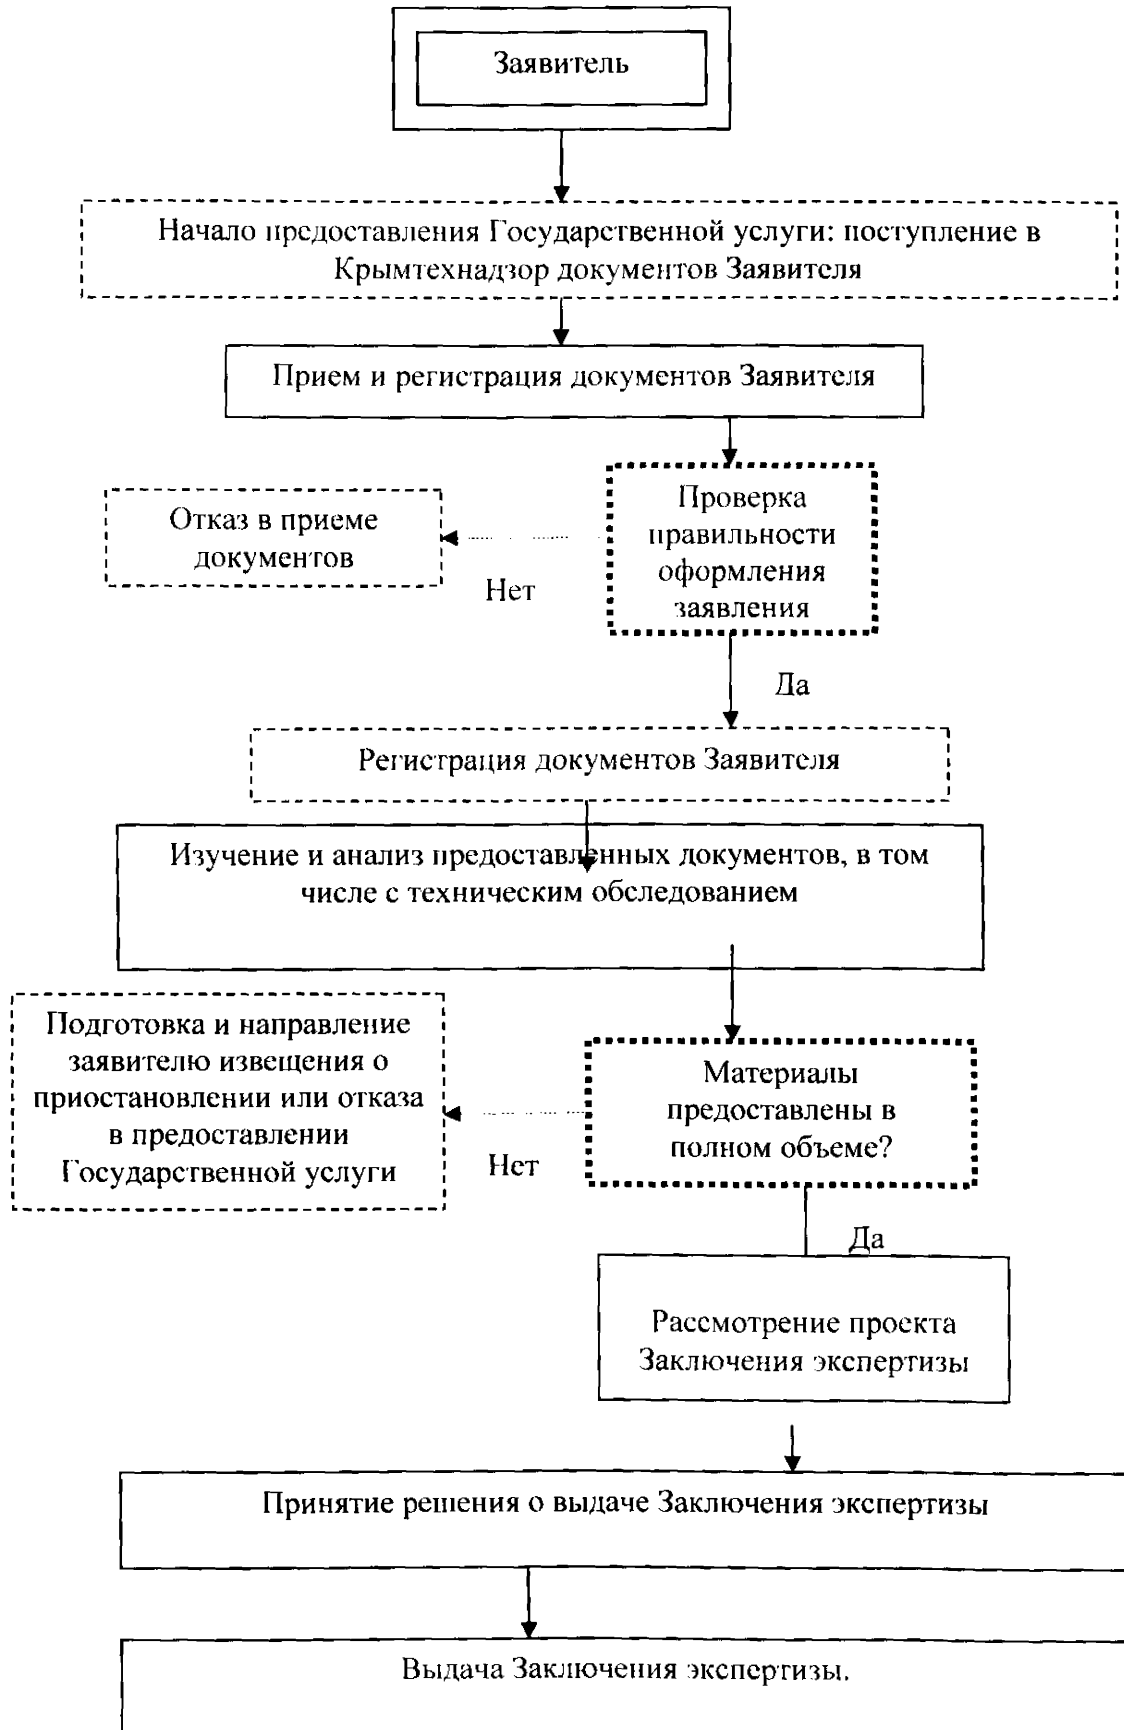 Заявитель
Начало предоставления Государственной услуги: поступление в
Крымтехнадзор документов Заявителя
Прием и регистрация документов Заявителя
Проверка
правильности
оформления
заявления
Отказ в приеме
документов
Нет
Да
Регистрация документов Заявителя
Изучение и анализ предоставленных документов, в том
числе с техническим обследованием
Материалы
предоставлены в
полном объеме?
Подготовка и направление
заявителю извещения о
приостановлении или отказа
в предоставлении
Государственной услуги
Нет
Да
Рассмотрение проекта
Заключения экспертизы
Принятие решения о выдаче Заключения экспертизы
Выдача Заключения экспертизы.